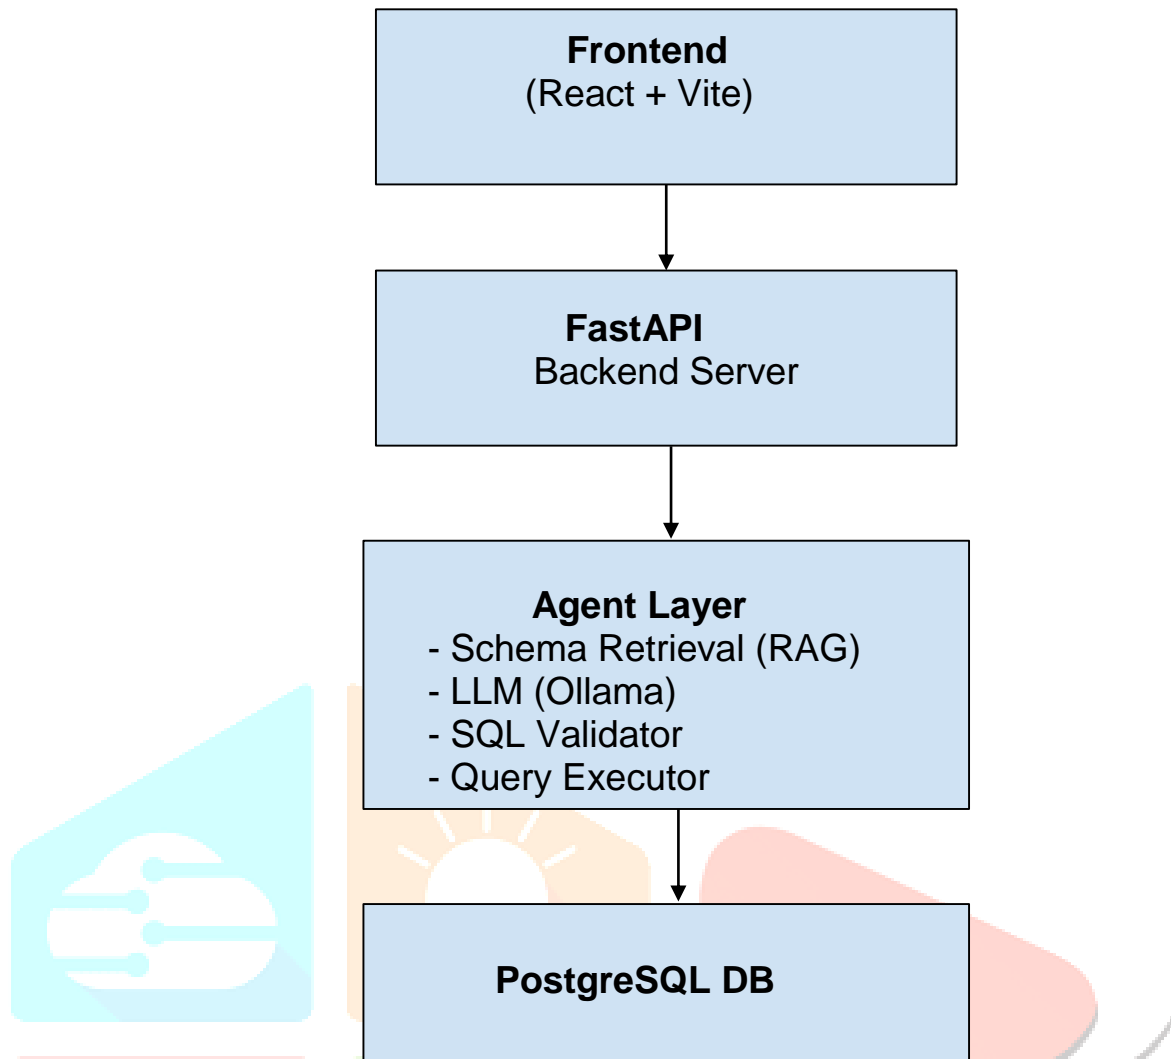 Frontend
(React + Vite)
FastAPI
Backend Server
Agent Layer
- Schema Retrieval (RAG)
- LLM (Ollama)
- SQL Validator
- Query Executor
PostgreSQL DB